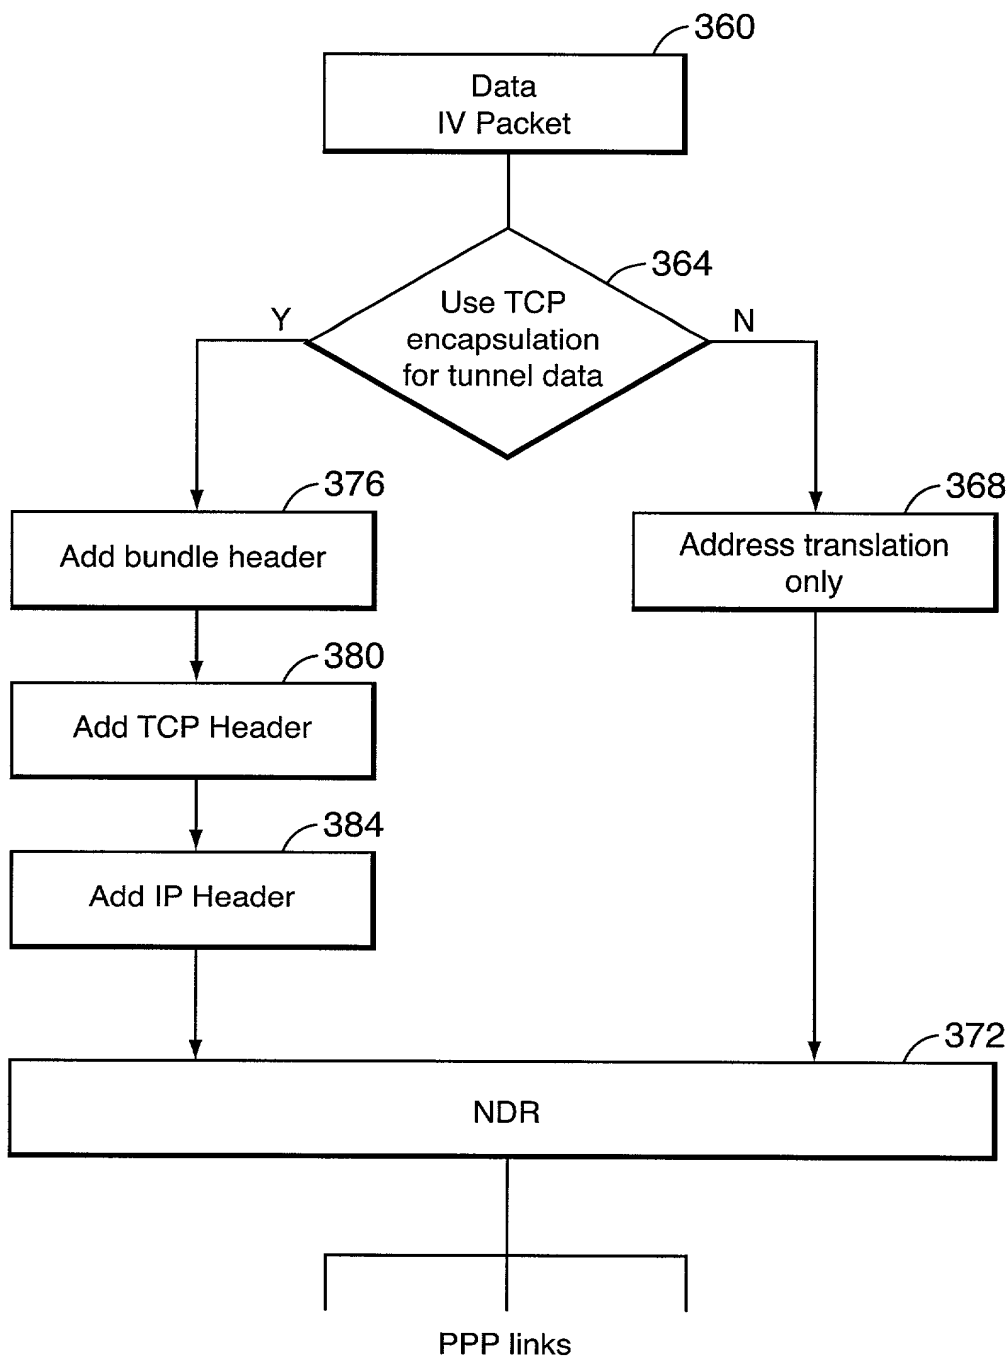 360
Data
IV Packet
364
Use TCP
encapsulation
for tunnel data
Y
N
376
Add bundle header
368
Address translation
only
380
Add TCP Header
384
Add IP Header
372
NDR
PPP links